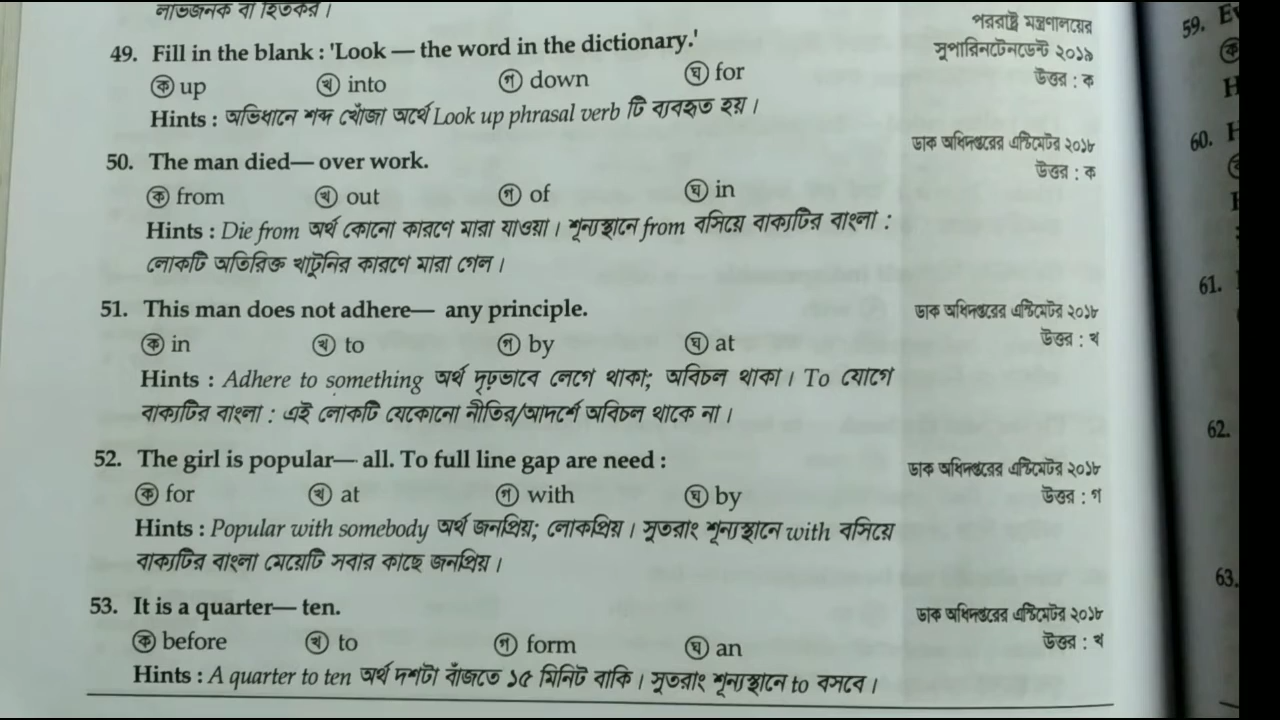 লাভজনক বা হিতকর।
49. Fill in the blank : 'Look — the word in the dictionary.'
পররাষ্ট্র মন্ত্রণালয়ের
সুপারিনটেনডেন্ট ২০১৯
উত্তর : ক
ক up খ into গ down ঘ for
Hints : অভিধানে শব্দ খোঁজা অর্থে Look up phrasal verb টি ব্যবহৃত হয়।
50. The man died— over work.
ডাক অধিদপ্তরের এস্টিমেটর ২০১৮
উত্তর : ক
ক from খ out গ of ঘ in
Hints : Die from অর্থ কোনো কারণে মারা যাওয়া। শূন্যস্থানে from বসিয়ে বাক্যটির বাংলা :
লোকটি অতিরিক্ত খাটুনির কারণে মারা গেল।
51. This man does not adhere— any principle.
ডাক অধিদপ্তরের এস্টিমেটর ২০১৮
উত্তর : খ
ক in খ to গ by ঘ at
Hints : Adhere to something অর্থ দৃঢ়ভাবে লেগে থাকা; অবিচল থাকা। To যোগে
বাক্যটির বাংলা : এই লোকটি যেকোনো নীতির/আদর্শে অবিচল থাকে না।
52. The girl is popular— all. To full line gap are need :
ডাক অধিদপ্তরের এস্টিমেটর ২০১৮
উত্তর : গ
ক for খ at গ with ঘ by
Hints : Popular with somebody অর্থ জনপ্রিয়; লোকপ্রিয়। সুতরাং শূন্যস্থানে with বসিয়ে
বাক্যটির বাংলা মেয়েটি সবার কাছে জনপ্রিয়।
53. It is a quarter— ten.
ডাক অধিদপ্তরের এস্টিমেটর ২০১৮
উত্তর : খ
ক before খ to গ form ঘ an
Hints : A quarter to ten অর্থ দশটা বাঁজতে ১৫ মিনিট বাকি। সুতরাং শূন্যস্থানে to বসবে।
59.
60.
61.
62.
63.